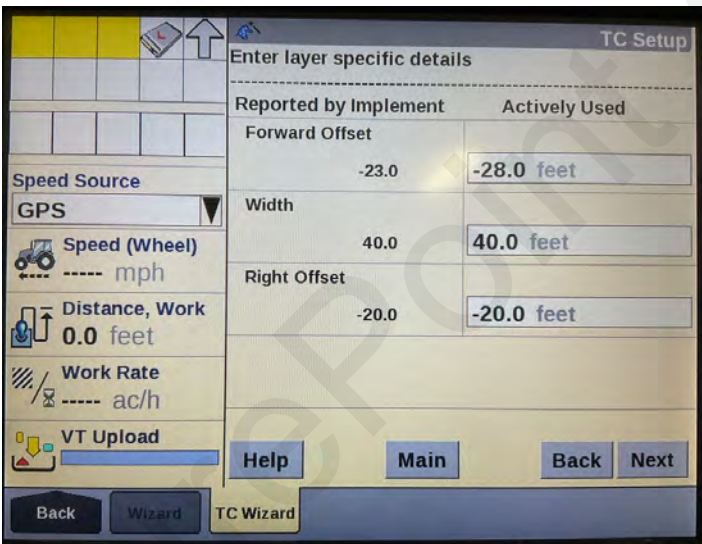 TC Setup
Enter layer specific details
Reported by Implement Actively Used
Forward Offset
-23.0 -28.0 feet
Width
40.0 40.0 feet
Right Offset
-20.0 -20.0 feet
Help Main Back Next
L
Speed Source
GPS
Speed (Wheel)
----- mph
Distance, Work
0.0 feet
Work Rate
----- ac/h
VT Upload
Back Wizard TC Wizard
rePoint